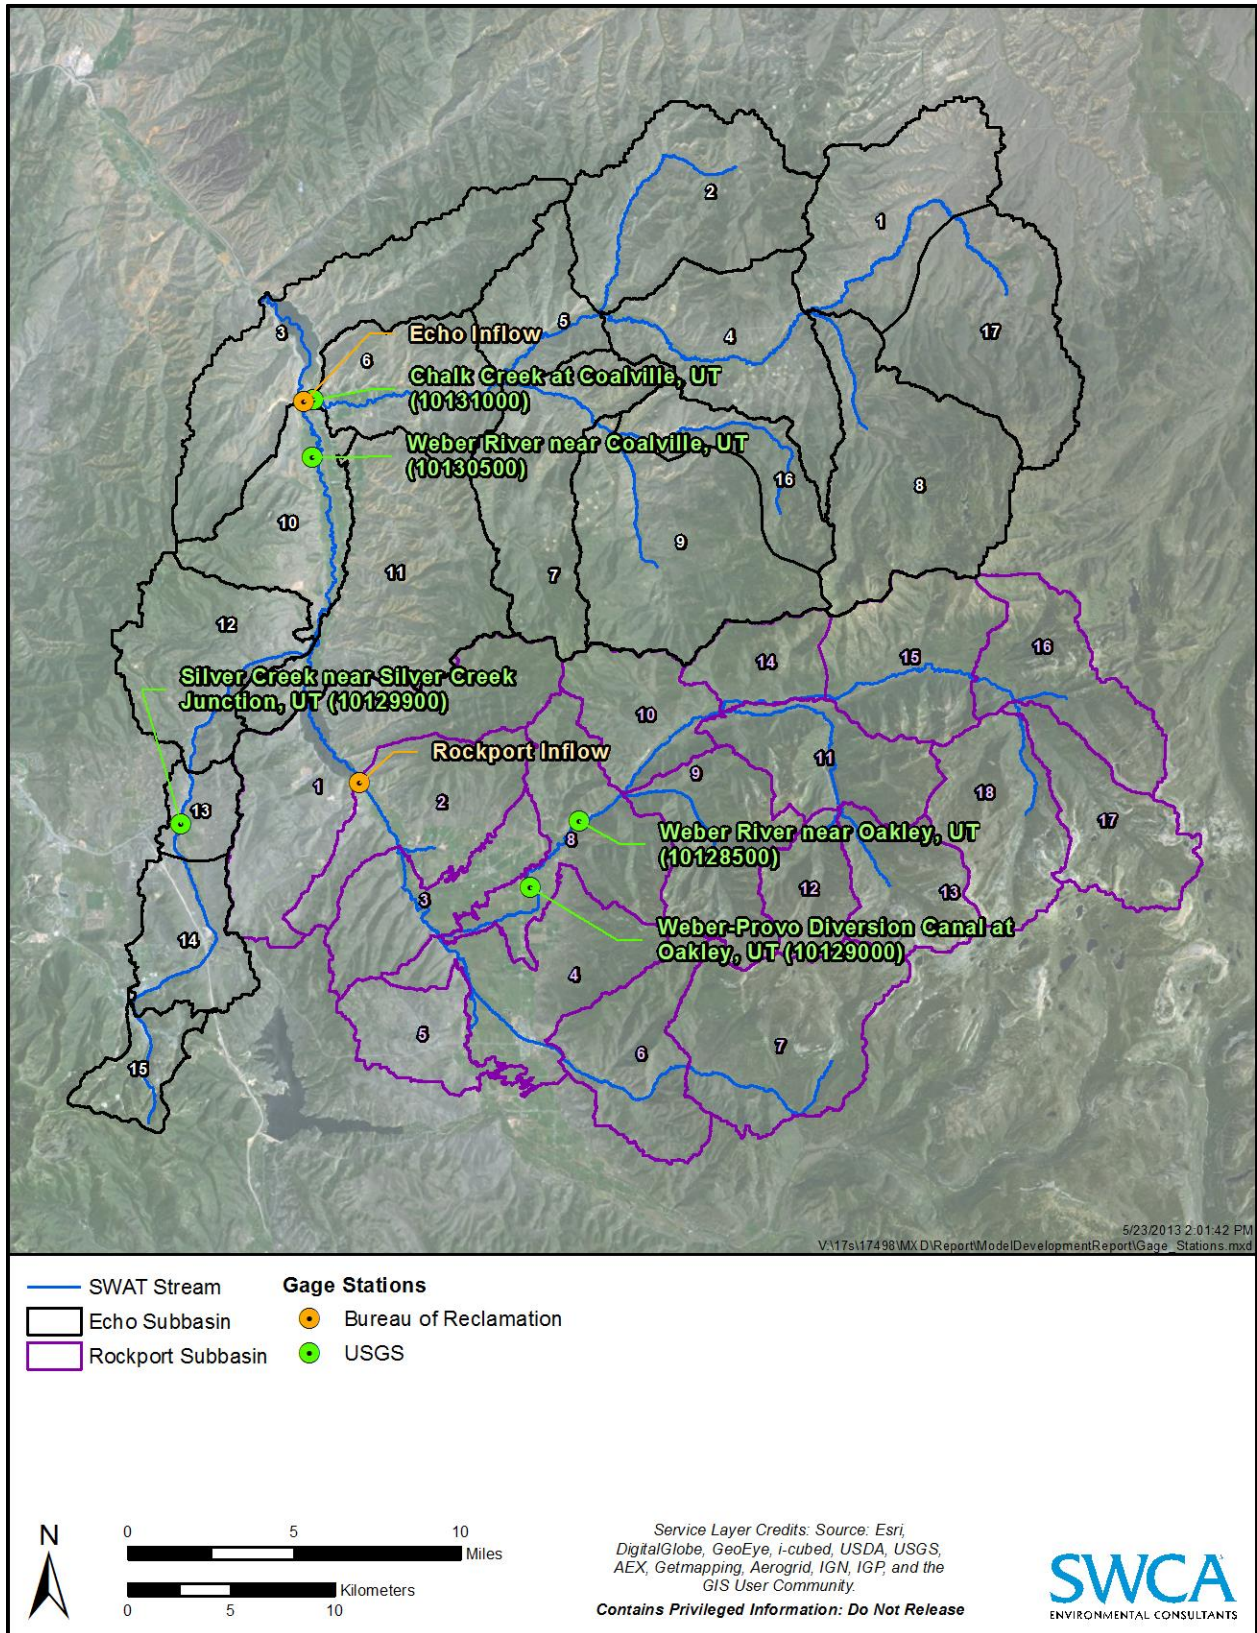 2
1
17
3
5
4
6
Echo Inflow
Chalk Creek at Coalville, UT
(10131000)
Weber River near Coalville, UT
(10130500)
16
8
10
9
11
7
12
14
15
16
Silver Creek near Silver Creek
Junction, UT (10129900)
10
Rockport Inflow
11
1
2
9
18
13
17
8
Weber River near Oakley, UT
(10128500)
12
13
3
Weber-Provo Diversion Canal at
Oakley, UT (10129000)
14
4
5
6
7
15
5/23/2013 2:01:42 PM
V:\17s\17498\MXD\Report\ModelDevelopmentReport\Gage_Stations.mxd
SWAT Stream
Echo Subbasin
Rockport Subbasin
Gage Stations
Bureau of Reclamation
USGS
N
0 5 10
Miles
Kilometers
0 5 10
Service Layer Credits: Source: Esri,
DigitalGlobe, GeoEye, i-cubed, USDA, USGS,
AEX, Getmapping, Aerogrid, IGN, IGP, and the
GIS User Community.
Contains Privileged Information: Do Not Release
SWCA
ENVIRONMENTAL CONSULTANTS